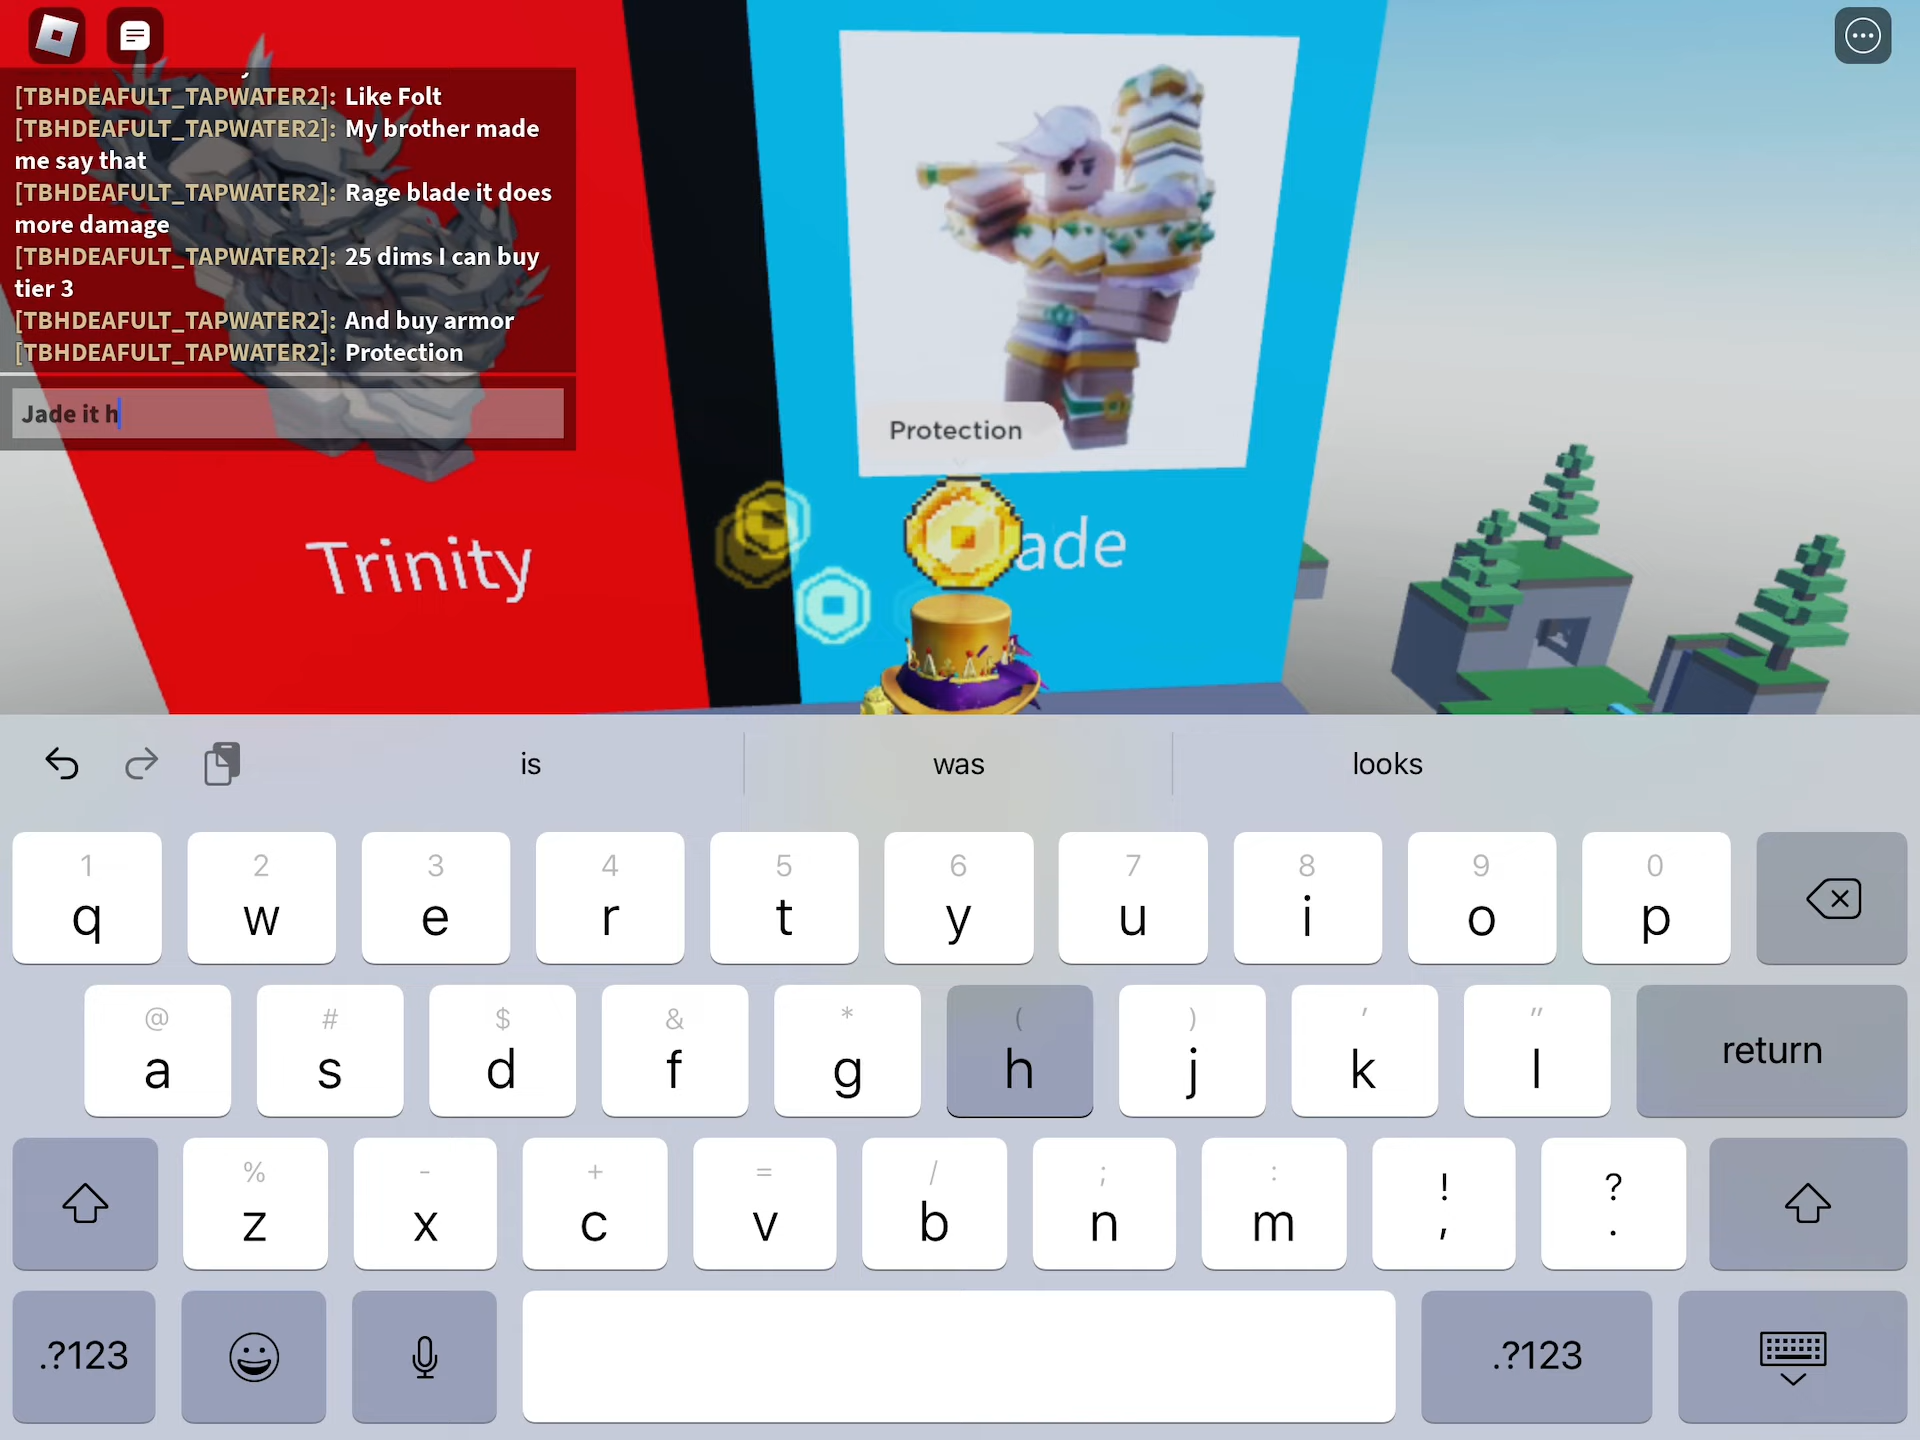 [TBHDEAFULT_TAPWATER2]: Like Folt
[TBHDEAFULT_TAPWATER2]: My brother made
me say that
[TBHDEAFULT_TAPWATER2]: Rage blade it does
more damage
[TBHDEAFULT_TAPWATER2]: 25 dims I can buy
tier 3
[TBHDEAFULT_TAPWATER2]: And buy armor
[TBHDEAFULT_TAPWATER2]: Protection
Jade it h
Protection
Trinity
ade
is was looks
1 2 3 4 5 6 7 8 9 0
q w e r t y u i o p
@ # $ & * ( ) ' "
a s d f g h j k l return
% - + = / ; : ! ?
z x c v b n m , .
.?123 .?123